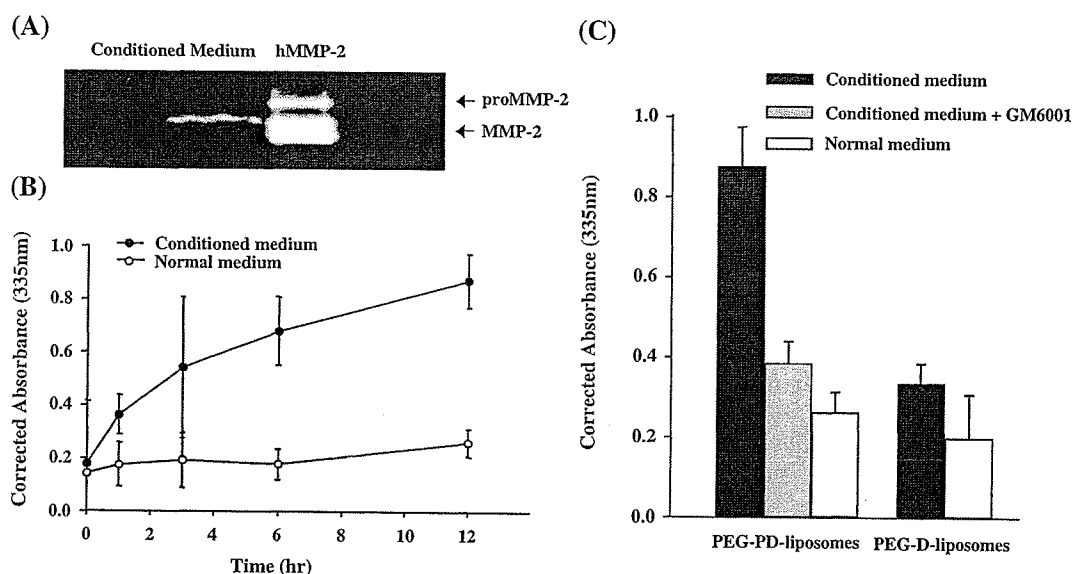 (A)
Conditioned Medium hMMP-2
← proMMP-2
← MMP-2
(B)
Corrected Absorbance (335nm)
1.0
0.8
0.6
0.4
0.2
0.0
Conditioned medium
Normal medium
0 2 4 6 8 10 12
Time (hr)
(C)
Conditioned medium
Conditioned medium + GM6001
Normal medium
Corrected Absorbance (335nm)
1.0
0.8
0.6
0.4
0.2
0.0
PEG-PD-liposomes PEG-D-liposomes